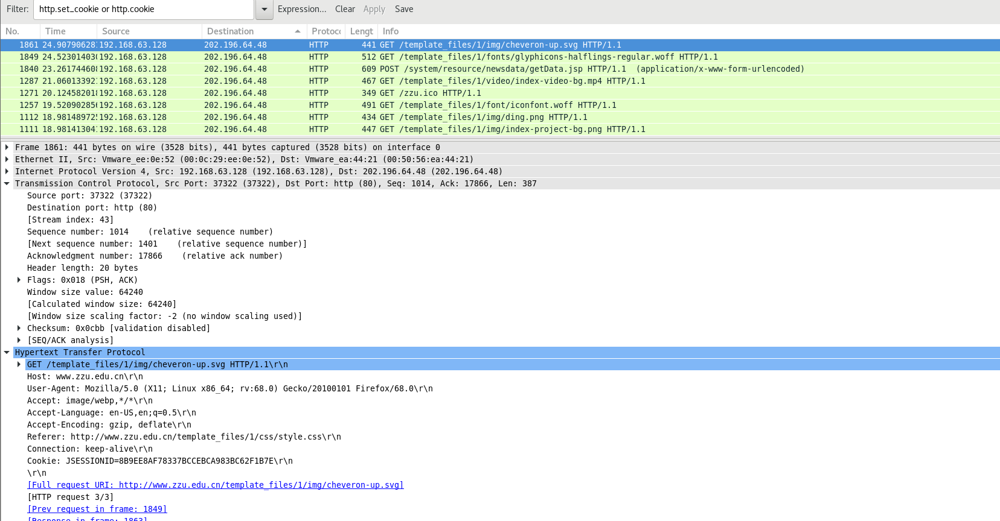 Filter: http.set_cookie or http.cookie Expression... Clear Apply Save
No. Time Source Destination Protoc Lengt Info
1861 24.907906281 192.168.63.128 202.196.64.48 HTTP 441 GET /template_files/1/img/cheveron-up.svg HTTP/1.1
1849 24.523014030 192.168.63.128 202.196.64.48 HTTP 512 GET /template_files/1/fonts/glyphicons-halflings-regular.woff HTTP/1.1
1840 23.261744608 192.168.63.128 202.196.64.48 HTTP 609 POST /system/resource/newsdata/getData.jsp HTTP/1.1 (application/x-www-form-urlencoded)
1287 21.060133921 192.168.63.128 202.196.64.48 HTTP 467 GET /template_files/1/video/index-video-bg.mp4 HTTP/1.1
1271 20.124582018 192.168.63.128 202.196.64.48 HTTP 349 GET /zzu.ico HTTP/1.1
1257 19.520902856 192.168.63.128 202.196.64.48 HTTP 491 GET /template_files/1/font/iconfont.woff HTTP/1.1
1112 18.981489725 192.168.63.128 202.196.64.48 HTTP 434 GET /template_files/1/img/ding.png HTTP/1.1
1111 18.981413041 192.168.63.128 202.196.64.48 HTTP 447 GET /template_files/1/img/index-project-bg.png HTTP/1.1
Frame 1861: 441 bytes on wire (3528 bits), 441 bytes captured (3528 bits) on interface 0
Ethernet II, Src: Vmware_ee:0e:52 (00:0c:29:ee:0e:52), Dst: Vmware_ea:44:21 (00:50:56:ea:44:21)
Internet Protocol Version 4, Src: 192.168.63.128 (192.168.63.128), Dst: 202.196.64.48 (202.196.64.48)
Transmission Control Protocol, Src Port: 37322 (37322), Dst Port: http (80), Seq: 1014, Ack: 17866, Len: 387
Source port: 37322 (37322)
Destination port: http (80)
[Stream index: 43]
Sequence number: 1014 (relative sequence number)
[Next sequence number: 1401 (relative sequence number)]
Acknowledgment number: 17866 (relative ack number)
Header length: 20 bytes
Flags: 0x018 (PSH, ACK)
Window size value: 64240
[Calculated window size: 64240]
[Window size scaling factor: -2 (no window scaling used)]
Checksum: 0x0cbb [validation disabled]
[SEQ/ACK analysis]
Hypertext Transfer Protocol
GET /template_files/1/img/cheveron-up.svg HTTP/1.1\r\n
Host: www.zzu.edu.cn\r\n
User-Agent: Mozilla/5.0 (X11; Linux x86_64; rv:68.0) Gecko/20100101 Firefox/68.0\r\n
Accept: image/webp,*/*\r\n
Accept-Language: en-US,en;q=0.5\r\n
Accept-Encoding: gzip, deflate\r\n
Referer: http://www.zzu.edu.cn/template_files/1/css/style.css\r\n
Connection: keep-alive\r\n
Cookie: JSESSIONID=8B9EE8AF78337BCCEBCA983BC62F1B7E\r\n
\r\n
[Full request URI: http://www.zzu.edu.cn/template_files/1/img/cheveron-up.svg]
[HTTP request 3/3]
[Prev request in frame: 1849]
[Response in frame: 1863]